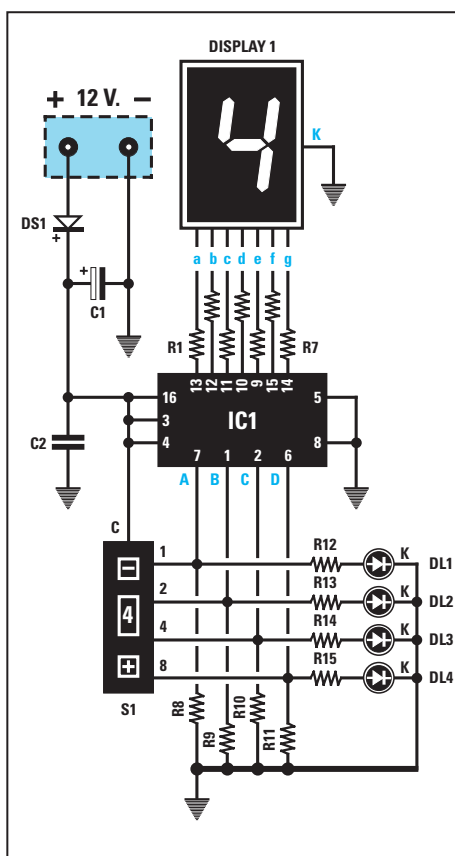 DISPLAY 1
+ 12 V. -
K
DS1
+
a b c d e f g
+
C1
R1 R7
13 12 11 10 9 15 14
16 5
IC1
3
C2
4 8
7 1 2 6
A B C D
C
1 R12 K DL1
2 R13 K DL2
4
4 R14 K DL3
8 R15 K DL4
S1
R8 R9 R10 R11